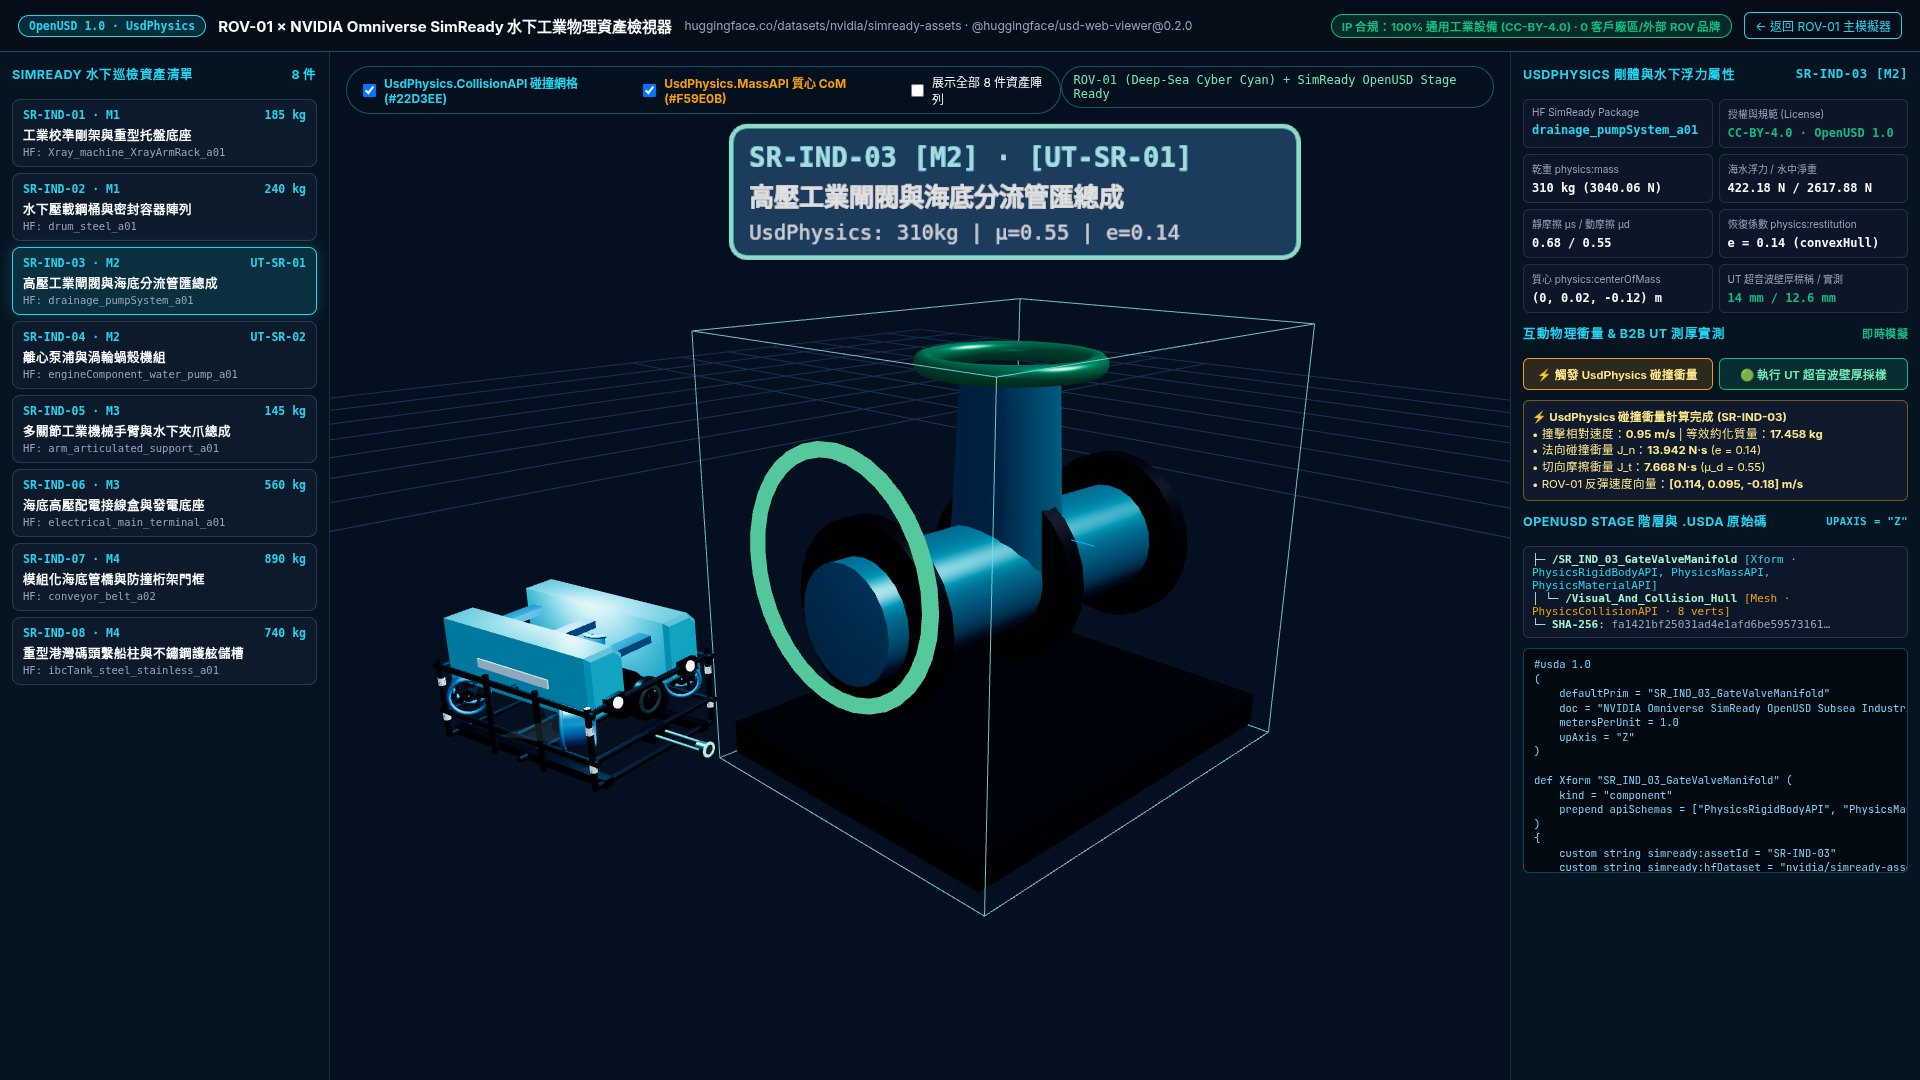 OpenUSD 1.0 · UsdPhysics
ROV-01 × NVIDIA Omniverse SimReady 水下工業物理資產檢視器
huggingface.co/datasets/nvidia/simready-assets · @huggingface/usd-web-viewer@0.2.0
IP 合規：100% 通用工業設備 (CC-BY-4.0) · 0 客戶廠區/外部 ROV 品牌
← 返回 ROV-01 主模擬器
SIMREADY 水下巡檢資產清單
8 件
SR-IND-01 · M1
185 kg
工業校準剛架與重型托盤底座
HF: Xray_machine_XrayArmRack_a01
SR-IND-02 · M1
240 kg
水下壓載鋼桶與密封容器陣列
HF: drum_steel_a01
SR-IND-03 · M2
UT-SR-01
高壓工業閘閥與海底分流管匯總成
HF: drainage_pumpSystem_a01
SR-IND-04 · M2
UT-SR-02
離心泵浦與渦輪蝸殼機組
HF: engineComponent_water_pump_a01
SR-IND-05 · M3
145 kg
多關節工業機械手臂與水下夾爪總成
HF: arm_articulated_support_a01
SR-IND-06 · M3
560 kg
海底高壓配電接線盒與發電底座
HF: electrical_main_terminal_a01
SR-IND-07 · M4
890 kg
模組化海底管橋與防撞桁架門框
HF: conveyor_belt_a02
SR-IND-08 · M4
740 kg
重型港灣碼頭繫船柱與不鏽鋼護舷儲槽
HF: ibcTank_steel_stainless_a01
UsdPhysics.CollisionAPI 碰撞網格
(#22D3EE)
UsdPhysics.MassAPI 質心 CoM
(#F59E0B)
展示全部 8 件資產陣
列
ROV-01 (Deep-Sea Cyber Cyan) + SimReady OpenUSD Stage
Ready
SR-IND-03 [M2] · [UT-SR-01]
高壓工業閘閥與海底分流管匯總成
UsdPhysics: 310kg | μ=0.55 | e=0.14
USDPHYSICS 剛體與水下浮力屬性
SR-IND-03 [M2]
HF SimReady Package
drainage_pumpSystem_a01
授權與規範 (License)
CC-BY-4.0 · OpenUSD 1.0
乾重 physics:mass
310 kg (3040.06 N)
海水浮力 / 水中淨重
422.18 N / 2617.88 N
靜摩擦 μs / 動摩擦 μd
0.68 / 0.55
恢復係數 physics:restitution
e = 0.14 (convexHull)
質心 physics:centerOfMass
(0, 0.02, -0.12) m
UT 超音波壁厚標稱 / 實測
14 mm / 12.6 mm
互動物理衝量 & B2B UT 測厚實測
即時模擬
⚡ 觸發 UsdPhysics 碰撞衝量
🟢 執行 UT 超音波壁厚採樣
⚡ UsdPhysics 碰撞衝量計算完成 (SR-IND-03)
• 撞擊相對速度：0.95 m/s | 等效約化質量：17.458 kg
• 法向碰撞衝量 J_n：13.942 N·s (e = 0.14)
• 切向摩擦衝量 J_t：7.668 N·s (μ_d = 0.55)
• ROV-01 反彈速度向量：[0.114, 0.095, -0.18] m/s
OPENUSD STAGE 階層與 .USDA 原始碼
UPAXIS = "Z"
├─ /SR_IND_03_GateValveManifold [Xform ·
PhysicsRigidBodyAPI, PhysicsMassAPI,
PhysicsMaterialAPI]
│ └─ /Visual_And_Collision_Hull [Mesh ·
PhysicsCollisionAPI · 8 verts]
└─ SHA-256: fa1421bf25031ad4e1afd6be59573161…
#usda 1.0
(
defaultPrim = "SR_IND_03_GateValveManifold"
doc = "NVIDIA Omniverse SimReady OpenUSD Subsea Industr
metersPerUnit = 1.0
upAxis = "Z"
)
def Xform "SR_IND_03_GateValveManifold" (
kind = "component"
prepend apiSchemas = ["PhysicsRigidBodyAPI", "PhysicsMa
)
{
custom string simready:assetId = "SR-IND-03"
custom string simready:hfDataset = "nvidia/simready-ass